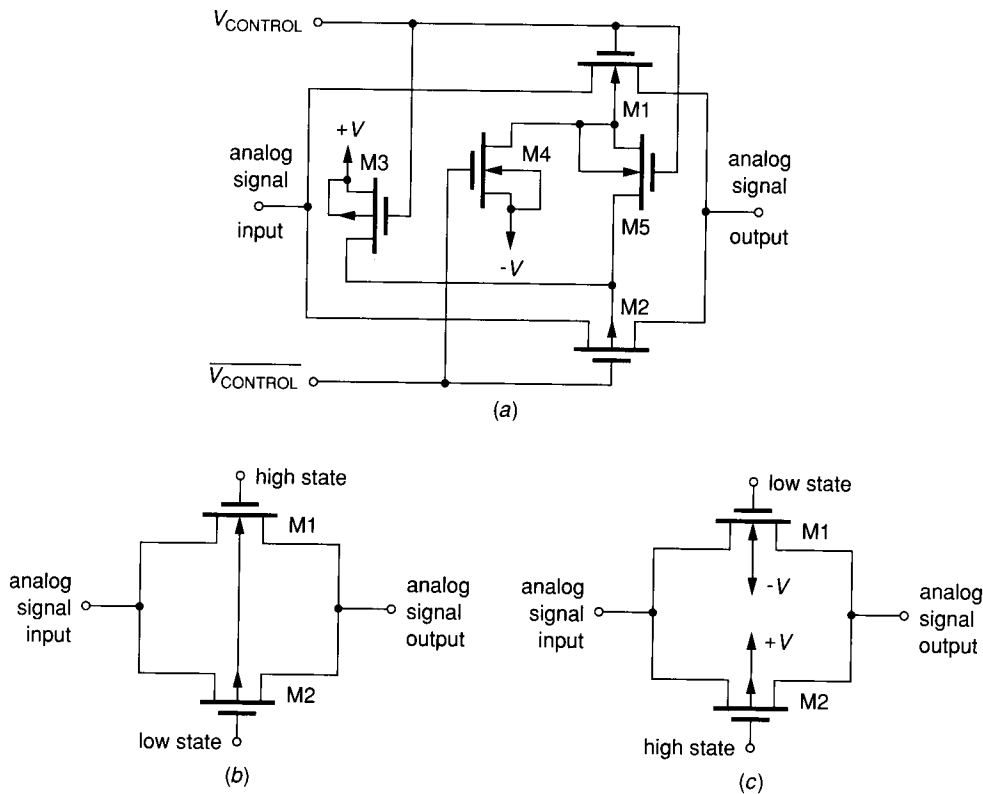 V_CONTROL
M1
+V
M3
M4
analog
signal
input
analog
signal
output
M5
-V
M2
V̅_C̅O̅N̅T̅R̅O̅L̅
(a)
high state
M1
analog
signal
input
analog
signal
output
M2
low state
(b)
low state
M1
-V
analog
signal
input
analog
signal
output
+V
M2
high state
(c)